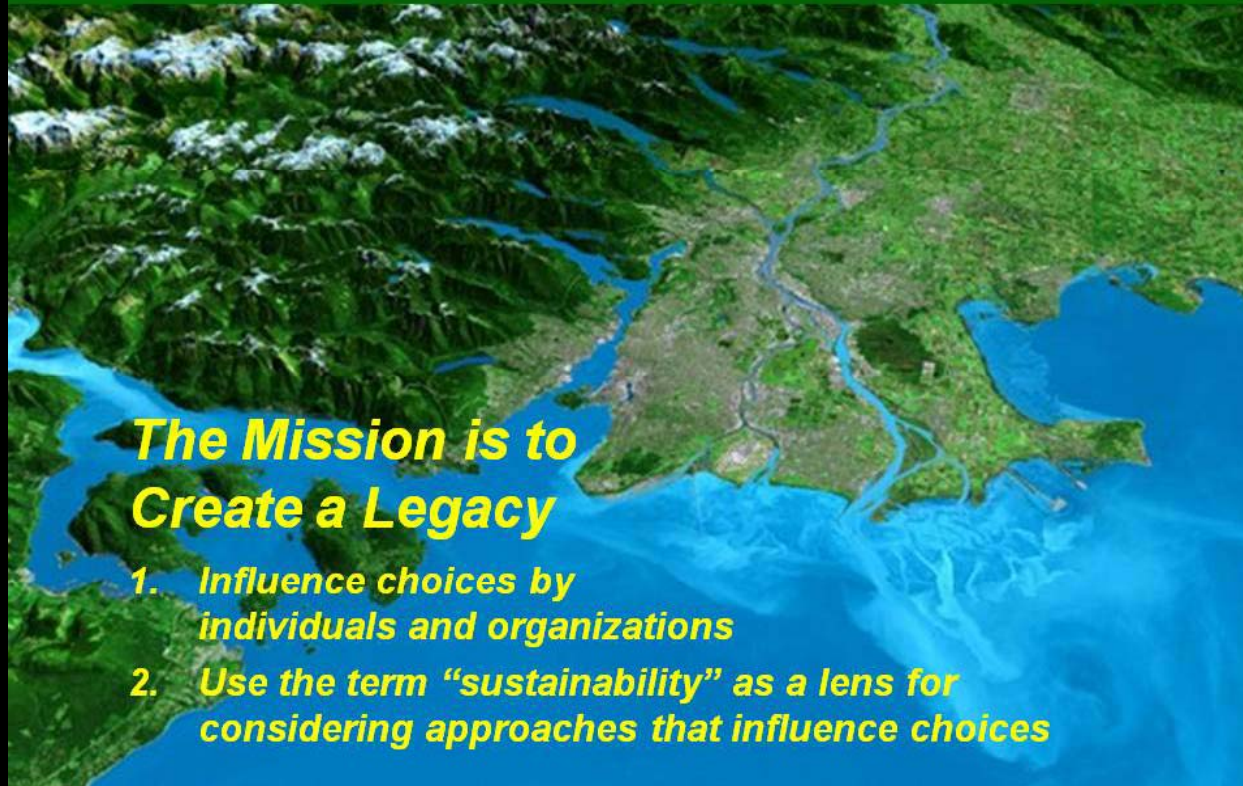 The Mission is to
Create a Legacy
1. Influence choices by
individuals and organizations
2. Use the term “sustainability” as a lens for
considering approaches that influence choices